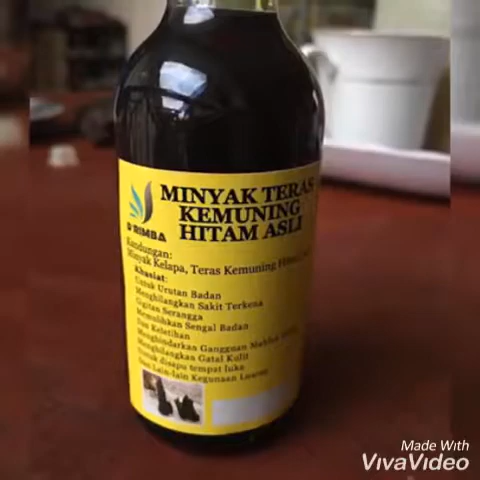 MINYAK TERAS
KEMUNING
HITAM ASLI
D'RIMBA
Kandungan:
Minyak Kelapa, Teras Kemuning
Khasiat:
Untuk Urutan Badan
Menghilangkan Sakit Terkena
Gigitan Serangga
Memulihkan Sengal Badan
Dan Keletihan
Menghindarkan Gangguan
Menghilangkan Gatal Kulit
Untuk disapu tempat luka
Dan Lain-lain Kegunaan Luaran
Made With
VivaVideo